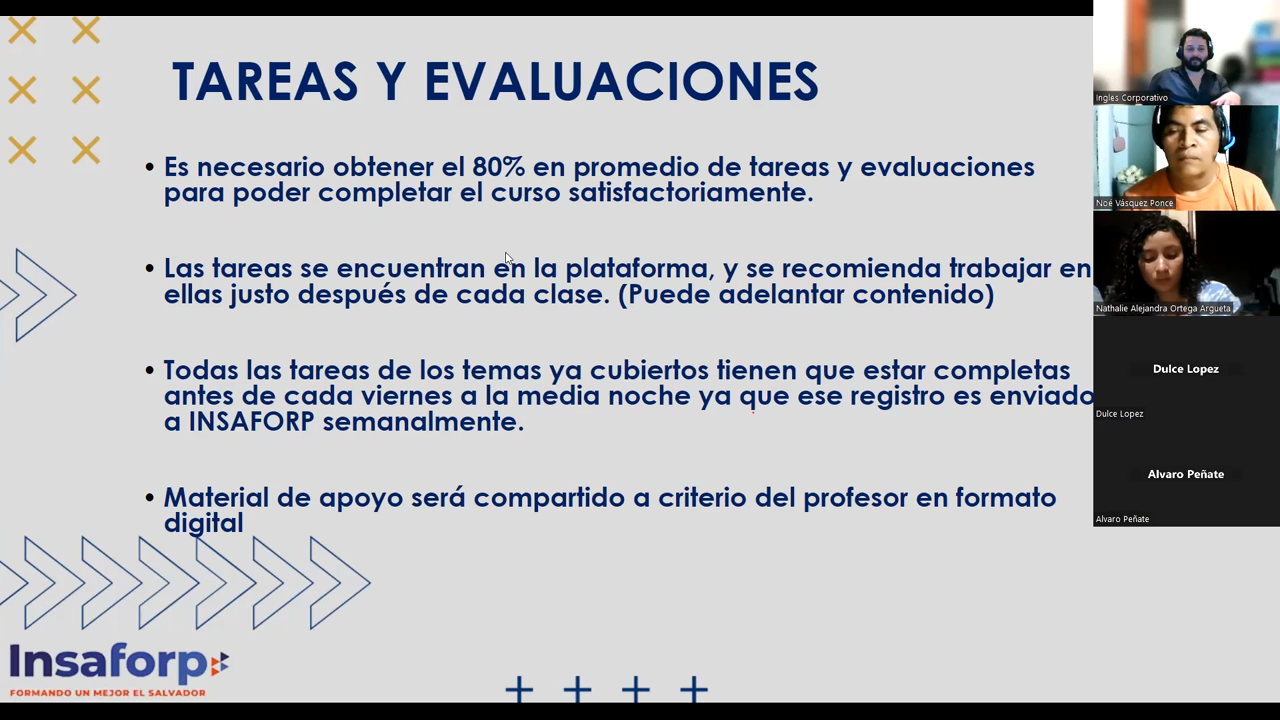 TAREAS Y EVALUACIONES
• Es necesario obtener el 80% en promedio de tareas y evaluaciones
para poder completar el curso satisfactoriamente.
• Las tareas se encuentran en la plataforma, y se recomienda trabajar en
ellas justo después de cada clase. (Puede adelantar contenido)
• Todas las tareas de los temas ya cubiertos tienen que estar completas
antes de cada viernes a la media noche ya que ese registro es enviado
a INSAFORP semanalmente.
• Material de apoyo será compartido a criterio del profesor en formato
digital
Insaforp
FORMANDO UN MEJOR EL SALVADOR
Ingles Corporativo
Noé Vásquez Ponce
Nathalie Alejandra Ortega Argueta
Dulce Lopez
Dulce Lopez
Alvaro Peñate
Alvaro Peñate